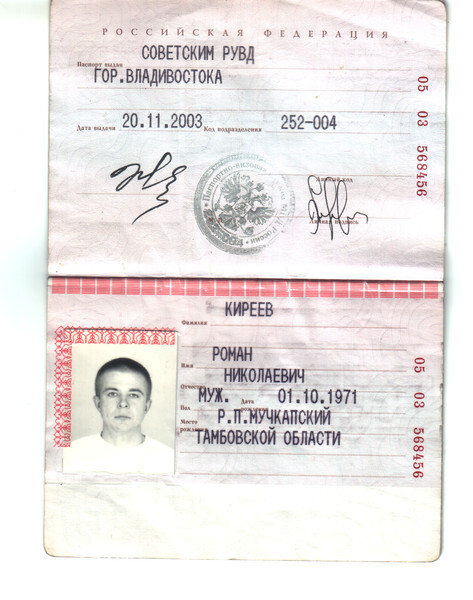 РОССИЙСКАЯ ФЕДЕРАЦИЯ
Паспорт выдан СОВЕТСКИМ РУВД
ГОР.ВЛАДИВОСТОКА
Дата выдачи 20.11.2003 Код подразделения 252-004
Личный код
Личная подпись
05 03 568456
Фамилия КИРЕЕВ
Имя РОМАН
Отчество НИКОЛАЕВИЧ
Пол МУЖ. Дата рождения 01.10.1971
Место рождения Р.П.МУЧКАПСКИЙ
ТАМБОВСКОЙ ОБЛАСТИ
05 03 568456